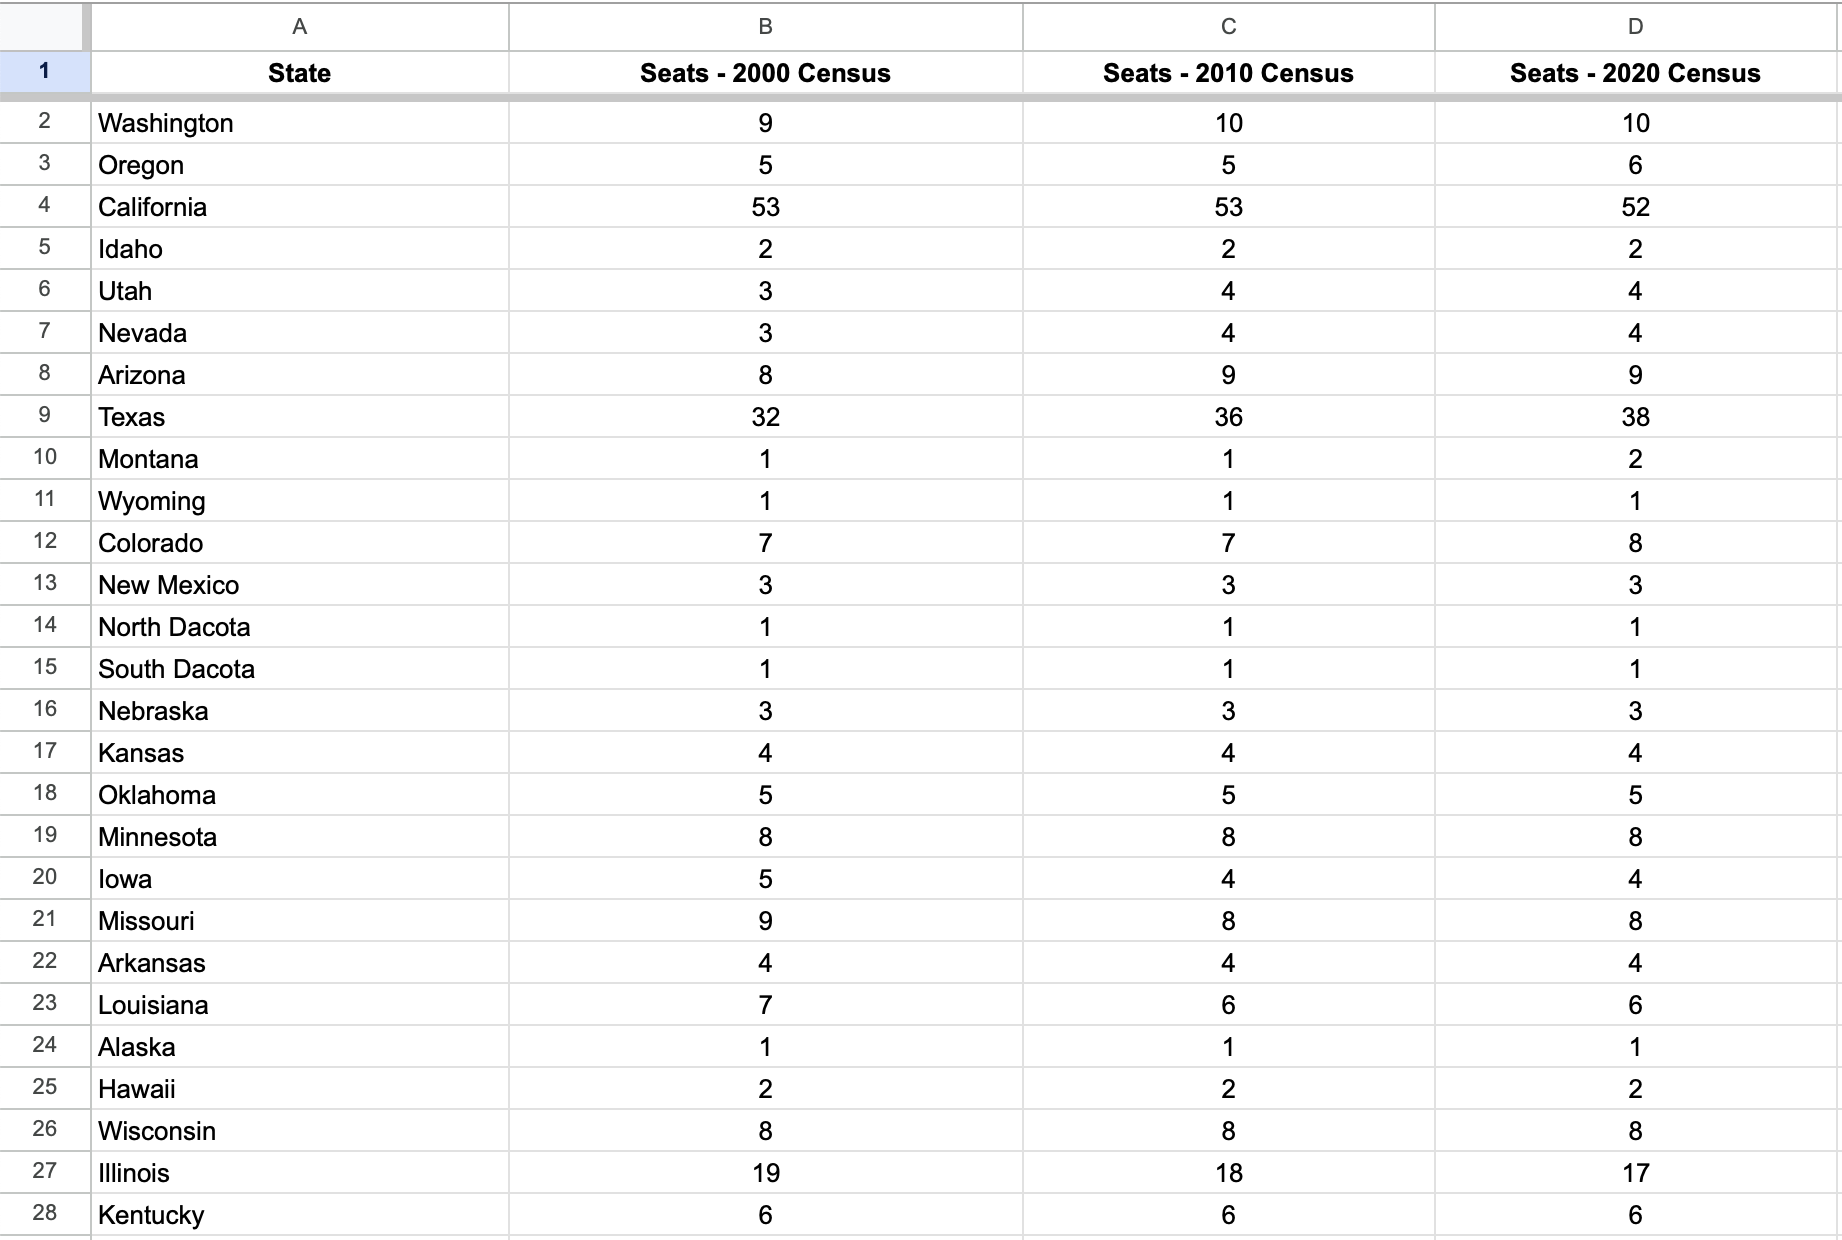 A B C D
1 State Seats - 2000 Census Seats - 2010 Census Seats - 2020 Census
2 Washington 9 10 10
3 Oregon 5 5 6
4 California 53 53 52
5 Idaho 2 2 2
6 Utah 3 4 4
7 Nevada 3 4 4
8 Arizona 8 9 9
9 Texas 32 36 38
10 Montana 1 1 2
11 Wyoming 1 1 1
12 Colorado 7 7 8
13 New Mexico 3 3 3
14 North Dacota 1 1 1
15 South Dacota 1 1 1
16 Nebraska 3 3 3
17 Kansas 4 4 4
18 Oklahoma 5 5 5
19 Minnesota 8 8 8
20 Iowa 5 4 4
21 Missouri 9 8 8
22 Arkansas 4 4 4
23 Louisiana 7 6 6
24 Alaska 1 1 1
25 Hawaii 2 2 2
26 Wisconsin 8 8 8
27 Illinois 19 18 17
28 Kentucky 6 6 6